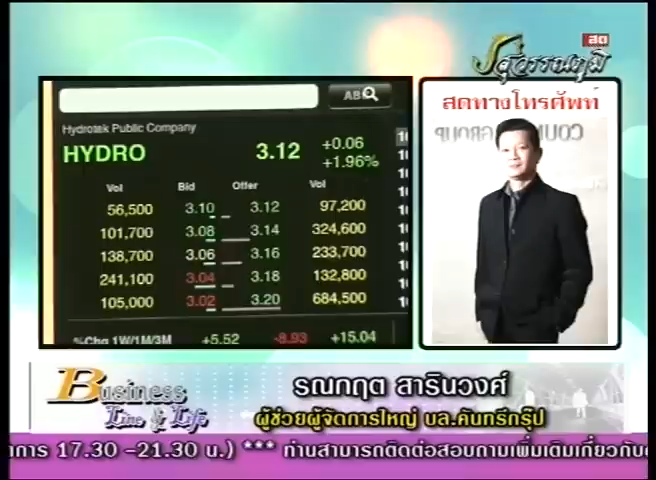 สด
สุวรรณภูมิ
ABC
สดทางโทรศัพท์
Hydrotek Public Company
HYDRO 3.12 +0.06
+1.96%
Vol Bid Offer Vol
56,500 3.10 3.12 97,200
101,700 3.08 3.14 324,600
138,700 3.06 3.16 233,700
241,100 3.04 3.18 132,800
105,000 3.02 3.20 684,500
%Chg 1W/1M/3M +5.52 -8.93 +15.04
Business
Line & Life
รณกฤต สารินวงศ์
ผู้ช่วยผู้จัดการใหญ่ บล.คันทรีกรุ๊ป
าการ 17.30 -21.30 น.) *** ท่านสามารถติดต่อสอบถามเพิ่มเติมเกี่ยวกับ